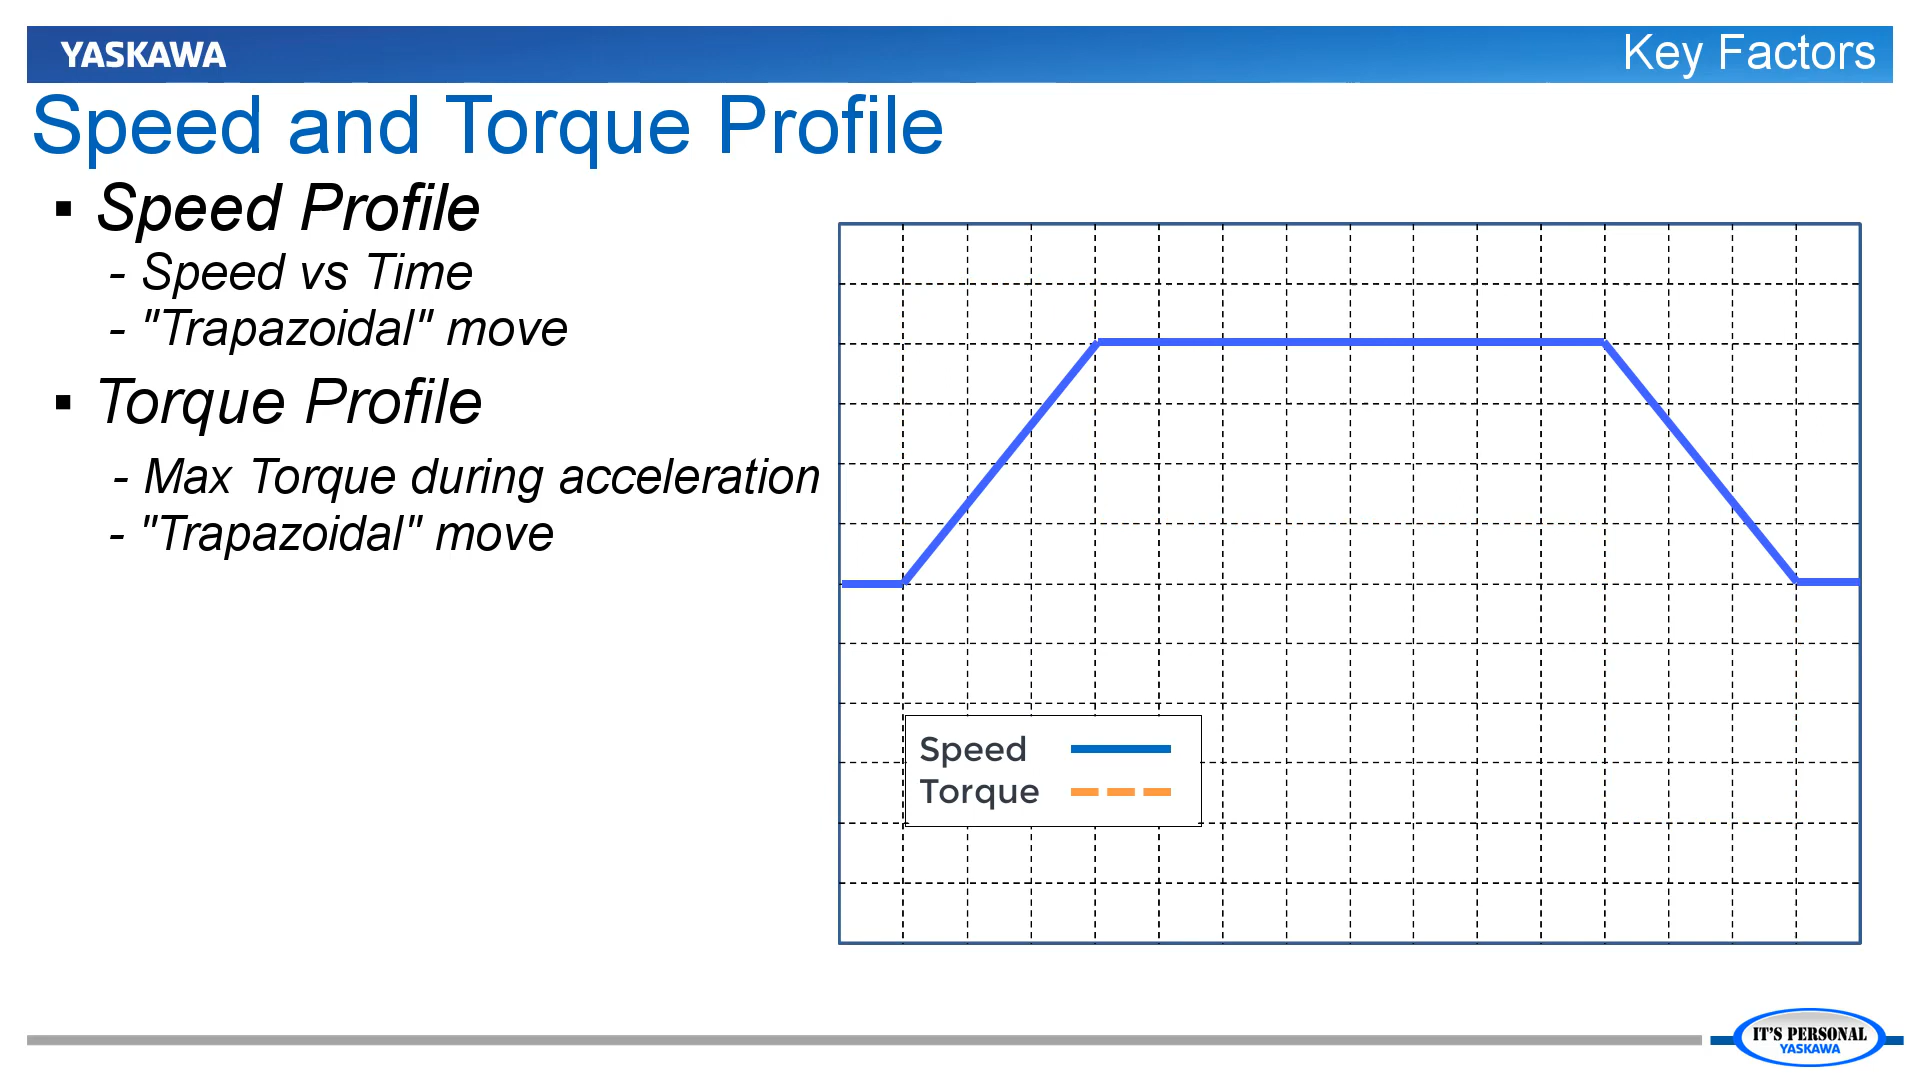 YASKAWA
Key Factors
Speed and Torque Profile
▪ Speed Profile
- Speed vs Time
- "Trapazoidal" move
▪ Torque Profile
- Max Torque during acceleration
- "Trapazoidal" move
Speed
Torque
IT'S PERSONAL
YASKAWA